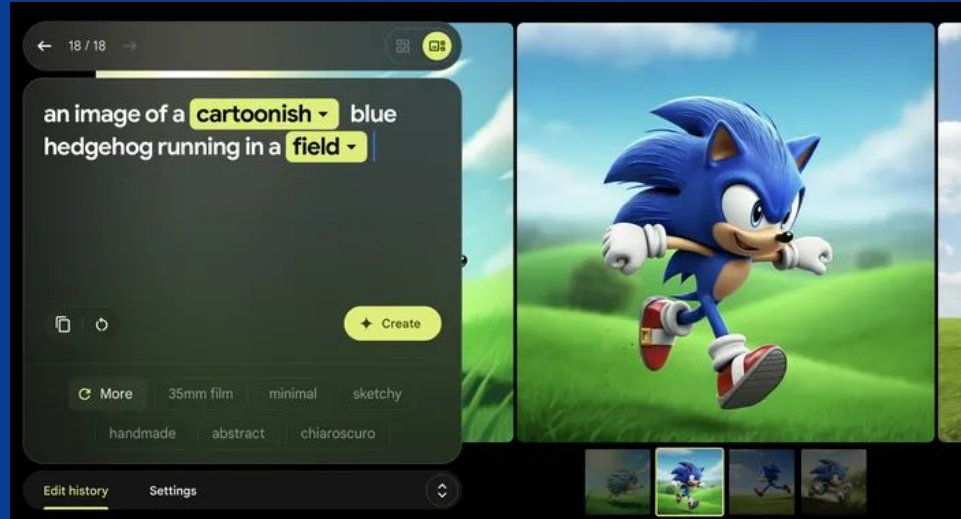 18 / 18
an image of a cartoonish blue
hedgehog running in a field
Create
More 35mm film minimal sketchy
handmade abstract chiaroscuro
Edit history Settings